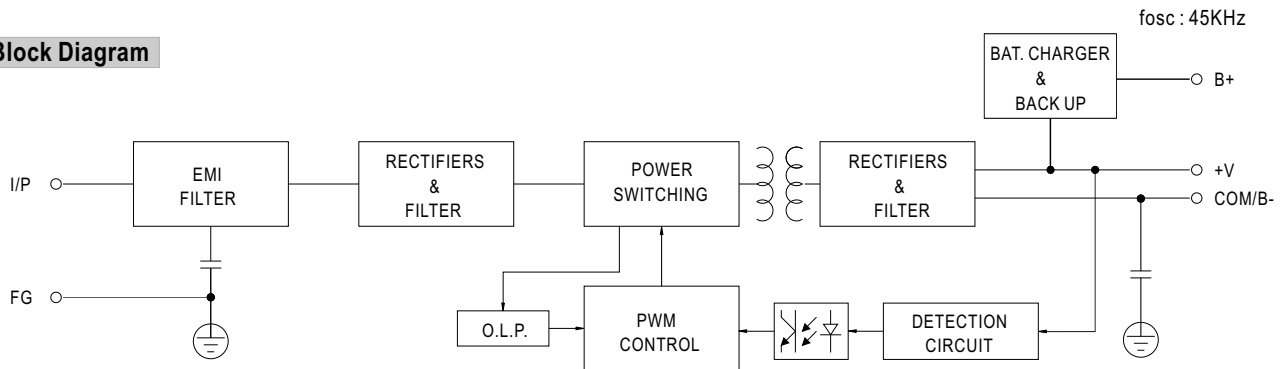 fosc : 45KHz
Block Diagram
BAT. CHARGER
&
BACK UP
B+
I/P
EMI
FILTER
RECTIFIERS
&
FILTER
POWER
SWITCHING
RECTIFIERS
&
FILTER
+V
COM/B-
FG
O.L.P.
PWM
CONTROL
DETECTION
CIRCUIT